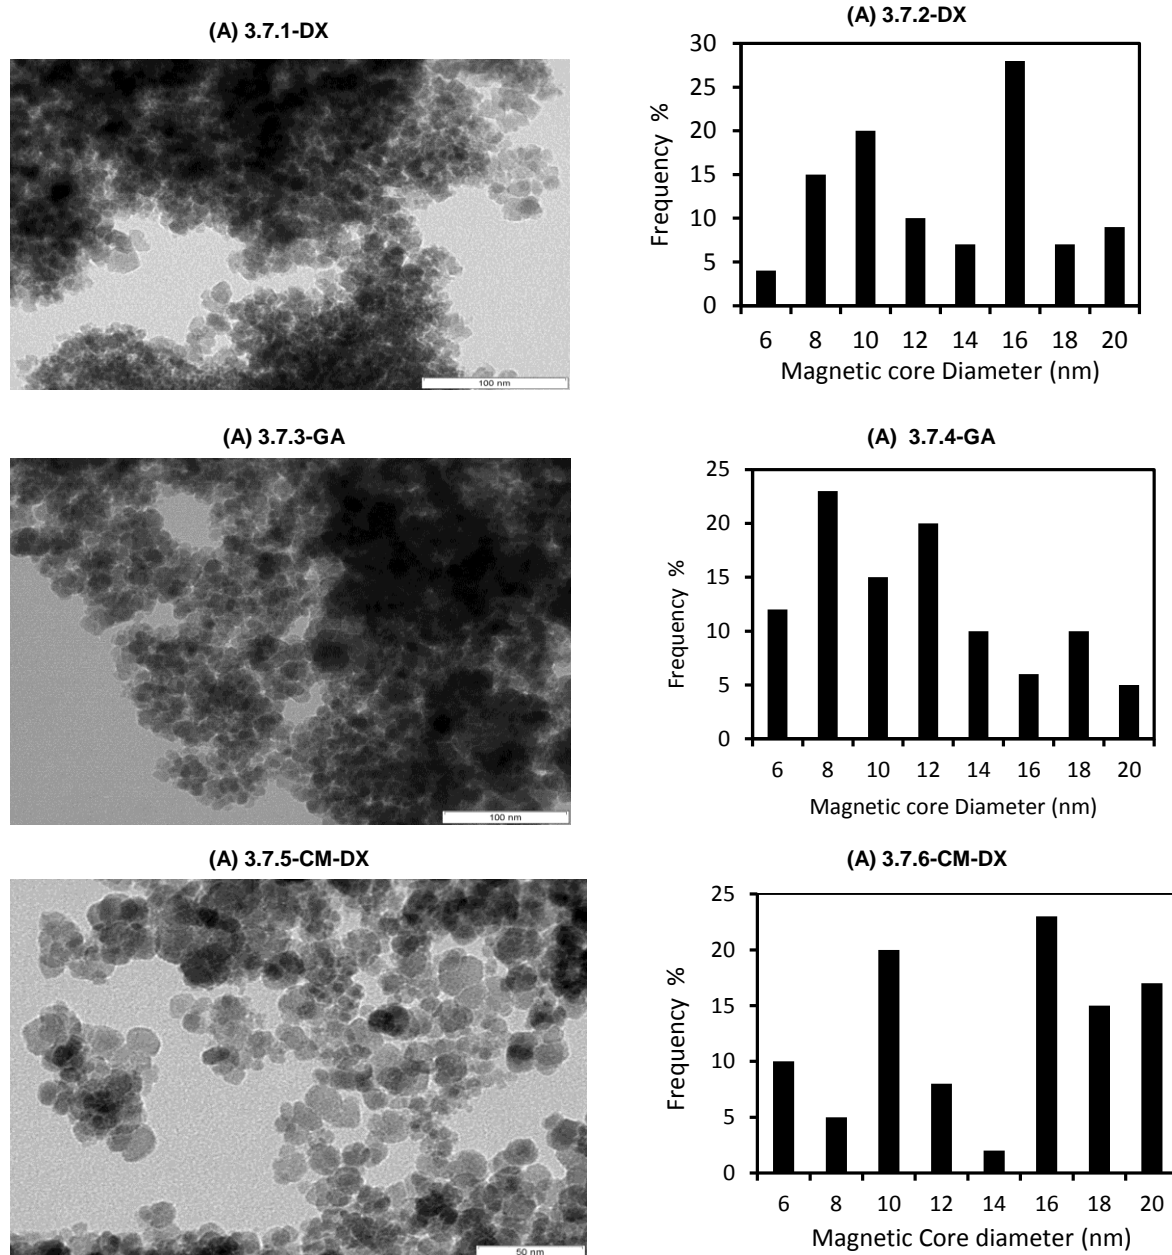 (A) 3.7.1-DX
100 nm
(A) 3.7.2-DX
30
25
20
15
10
5
0
Frequency %
6 8 10 12 14 16 18 20
Magnetic core Diameter (nm)
(A) 3.7.3-GA
100 nm
(A) 3.7.4-GA
25
20
15
10
5
0
Frequency %
6 8 10 12 14 16 18 20
Magnetic core Diameter (nm)
(A) 3.7.5-CM-DX
50 nm
(A) 3.7.6-CM-DX
25
20
15
10
5
0
Frequency %
6 8 10 12 14 16 18 20
Magnetic Core diameter (nm)